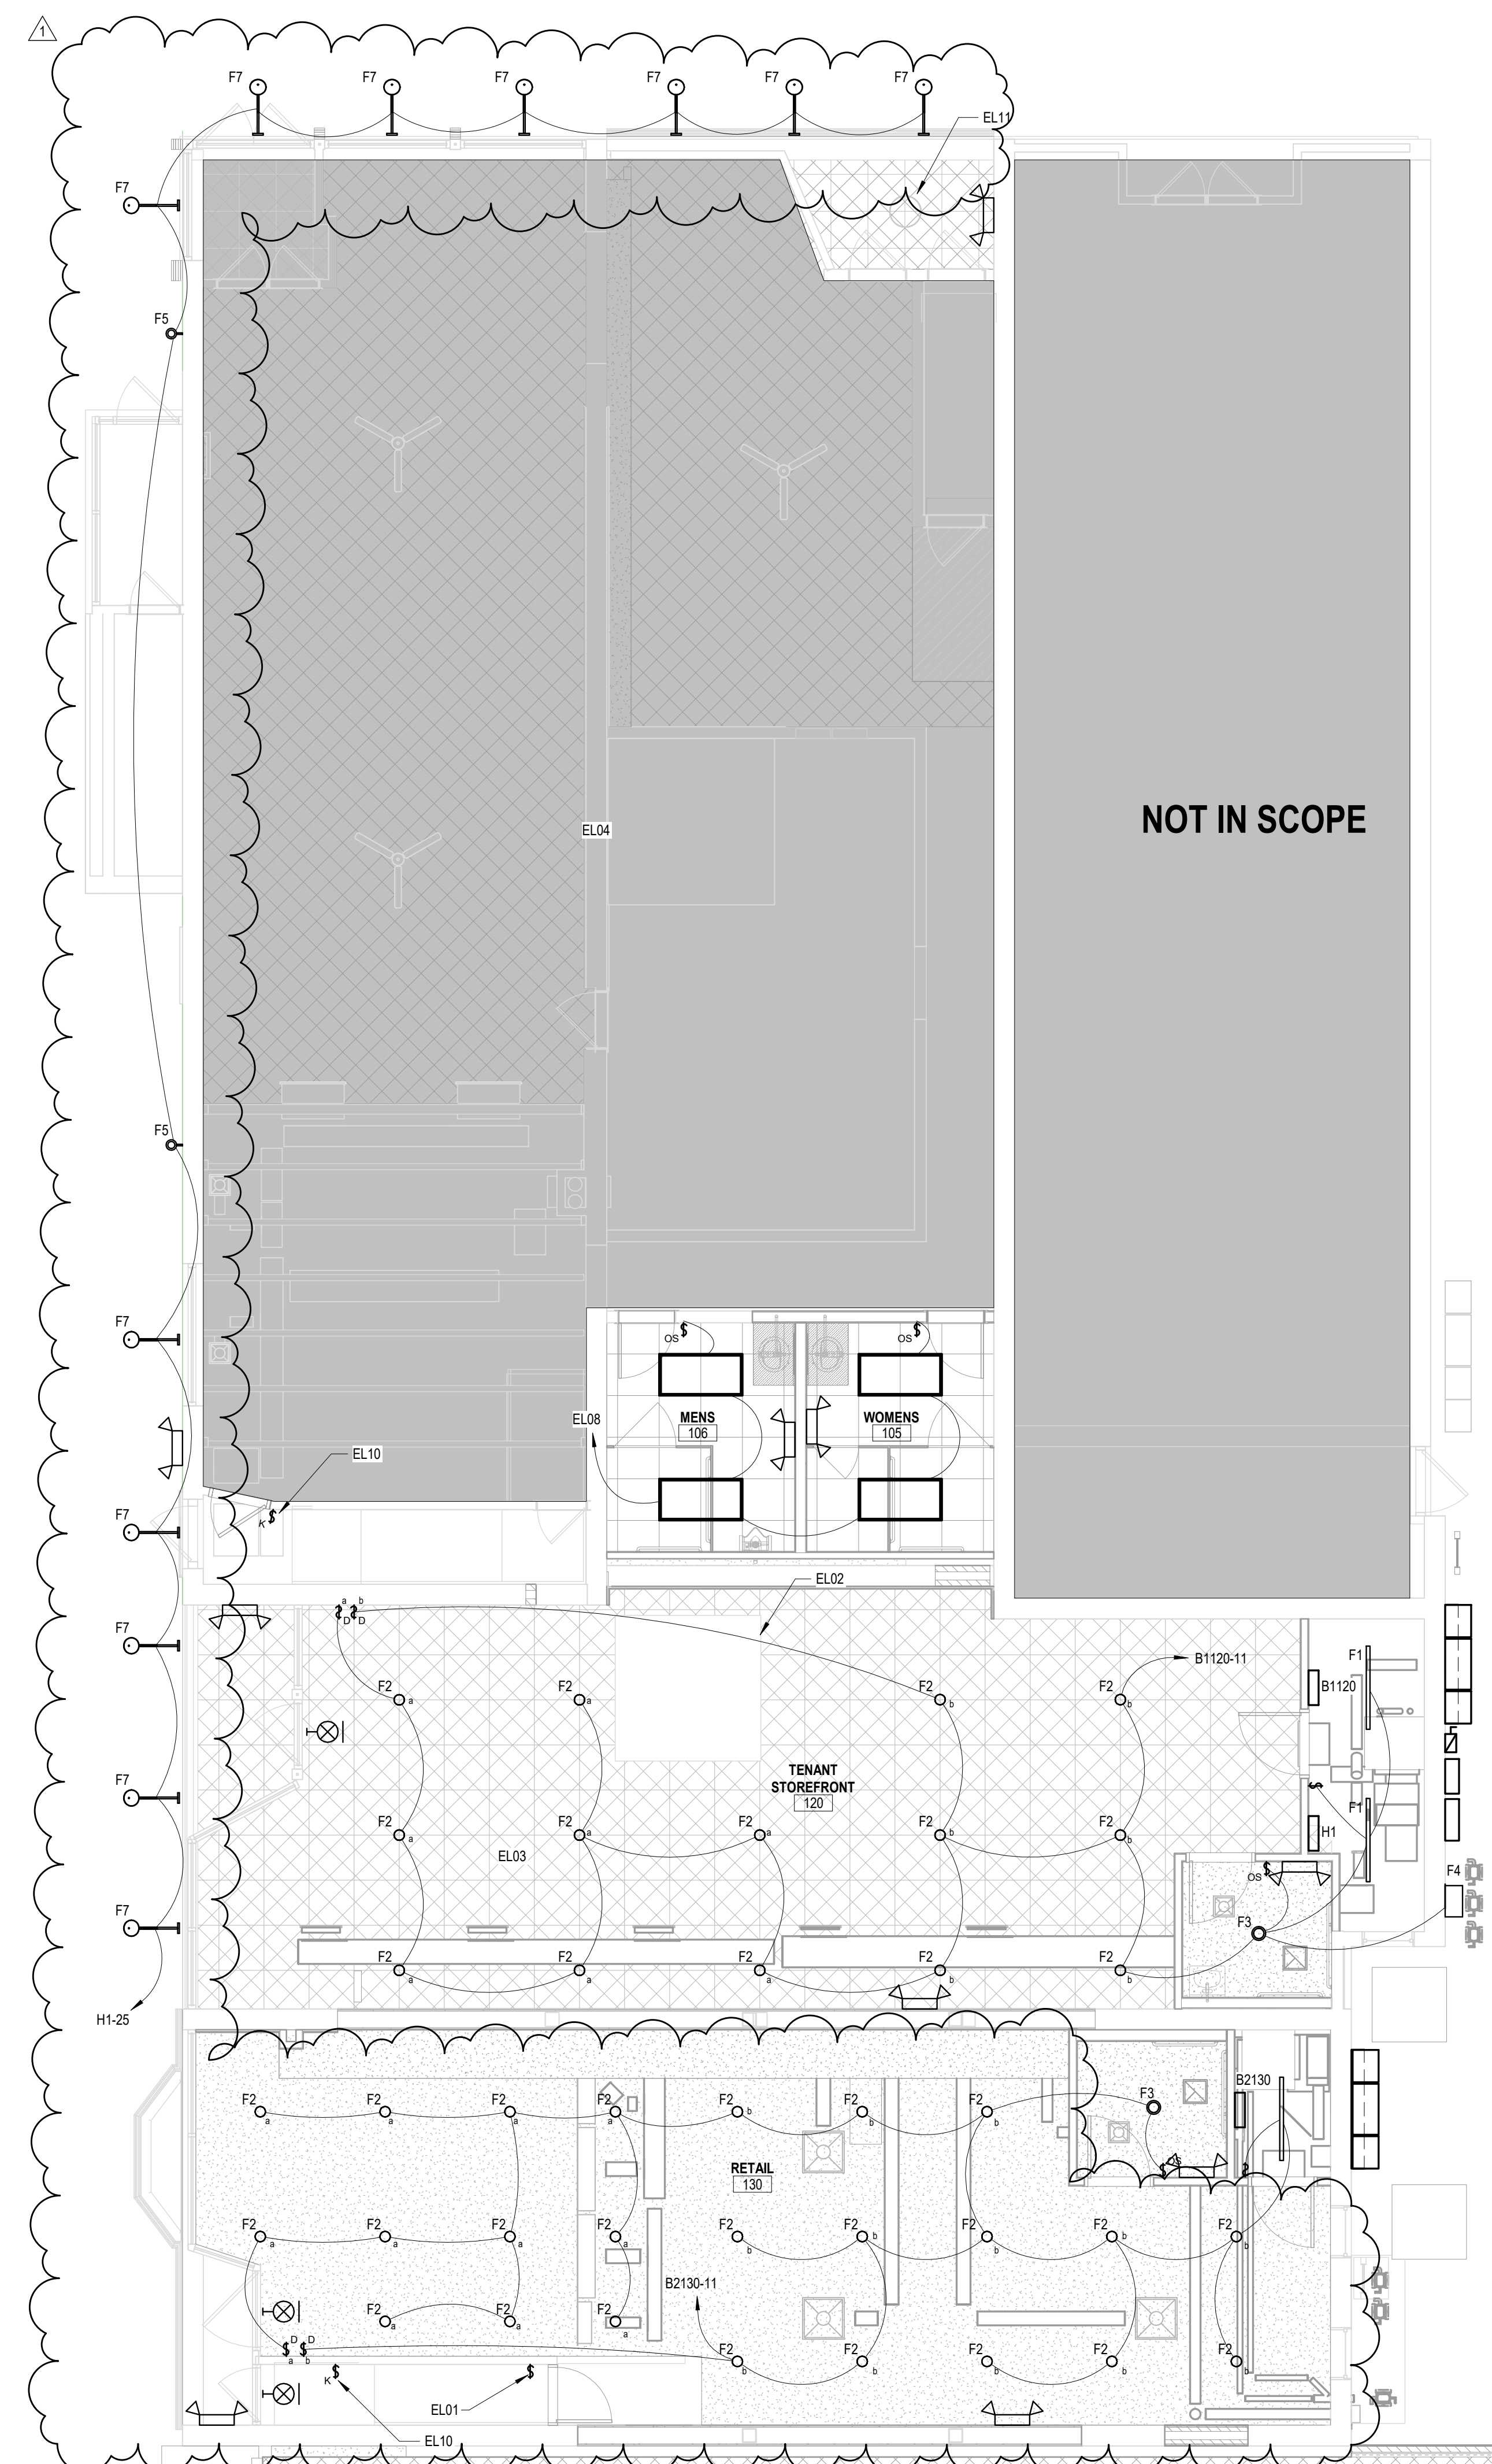 1
F7 F7 F7 F7 F7 F7
EL11
F7
F5
NOT IN SCOPE
EL04
F5
F7
OS $ OS $
EL08
MENS
106
WOMENS
105
EL10
K $
F7
EL02
a b
$ $
D D
F7
B1120-11
F1
F2 a F2 a F2 b F2 b
B1120
TENANT
STOREFRONT
120
F7
$
F1
F2 a F2 a F2 a F2 b F2 b
H1
EL03
OS $
F4
F7
F3
F2 a F2 a F2 a F2 b F2 b
H1-25
B2130
F2 a F2 a F2 a F2 a F2 b F2 b F2 b
F3
RETAIL
130
OS $
$
F2 a F2 a F2 a F2 a F2 b F2 b F2 b F2 b F2 b
B2130-11
F2 a F2 a F2 a
D D
$ $
a b
F2 b F2 b F2 b F2 b F2 b
K $
$
EL01
EL10